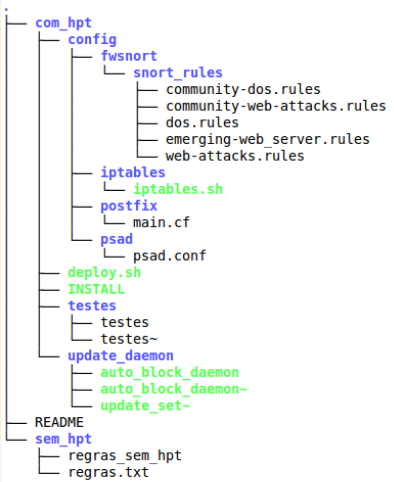 .
com_hpt
config
fwsnort
snort_rules
community-dos.rules
community-web-attacks.rules
dos.rules
emerging-web_server.rules
web-attacks.rules
iptables
iptables.sh
postfix
main.cf
psad
psad.conf
deploy.sh
INSTALL
testes
testes
testes~
update_daemon
auto_block_daemon
auto_block_daemon~
update_set~
README
sem_hpt
regras_sem_hpt
regras.txt